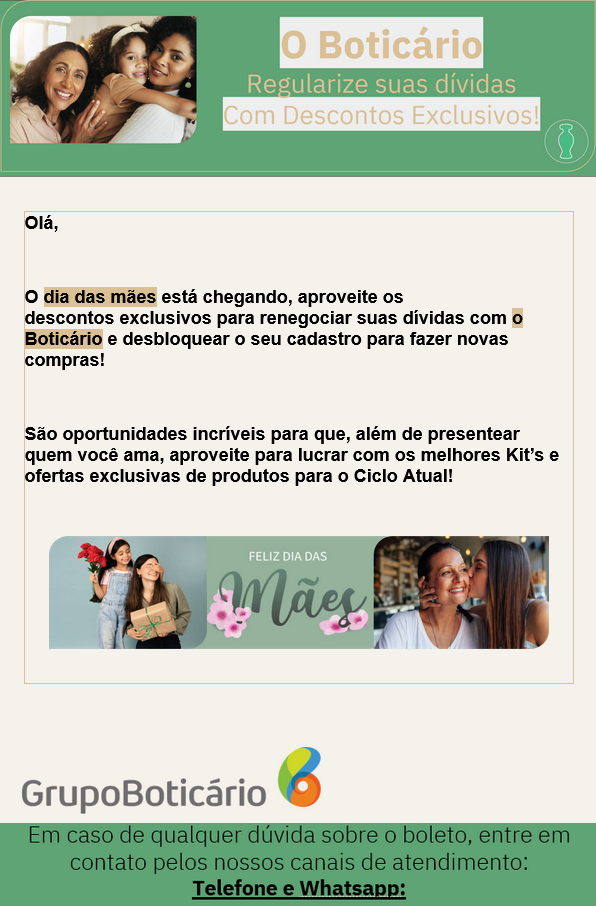 O Boticário
Regularize suas dívidas
Com Descontos Exclusivos!
Olá,
O dia das mães está chegando, aproveite os
descontos exclusivos para renegociar suas dívidas com o
Boticário e desbloquear o seu cadastro para fazer novas
compras!
São oportunidades incríveis para que, além de presentear
quem você ama, aproveite para lucrar com os melhores Kit’s e
ofertas exclusivas de produtos para o Ciclo Atual!
FELIZ DIA DAS
Mães
GrupoBoticário
Em caso de qualquer dúvida sobre o boleto, entre em
contato pelos nossos canais de atendimento:
Telefone e Whatsapp: